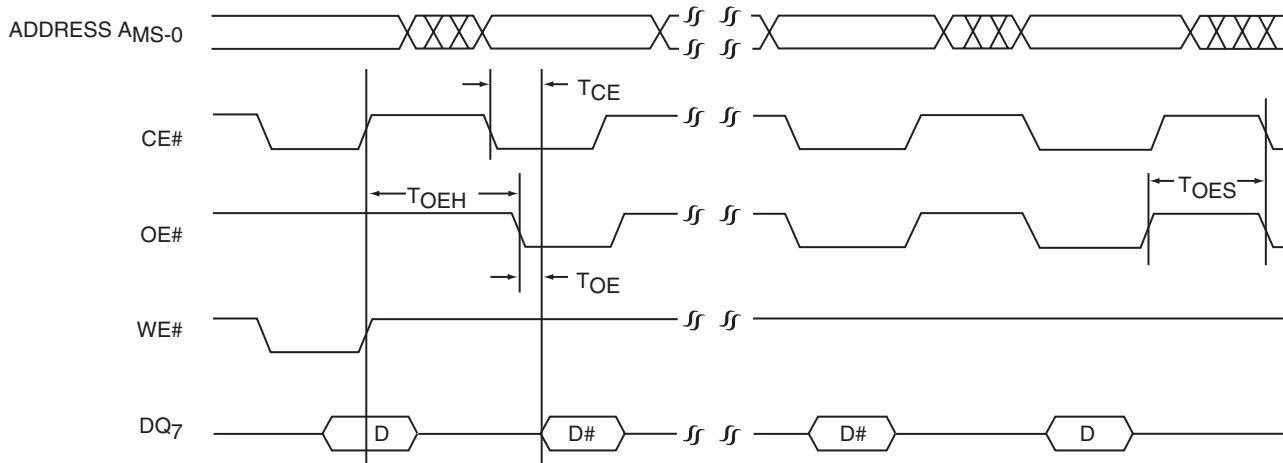 ADDRESS AMS-0
TCE
CE#
TOEH
TOES
OE#
TOE
WE#
DQ7
D
D#
D#
D